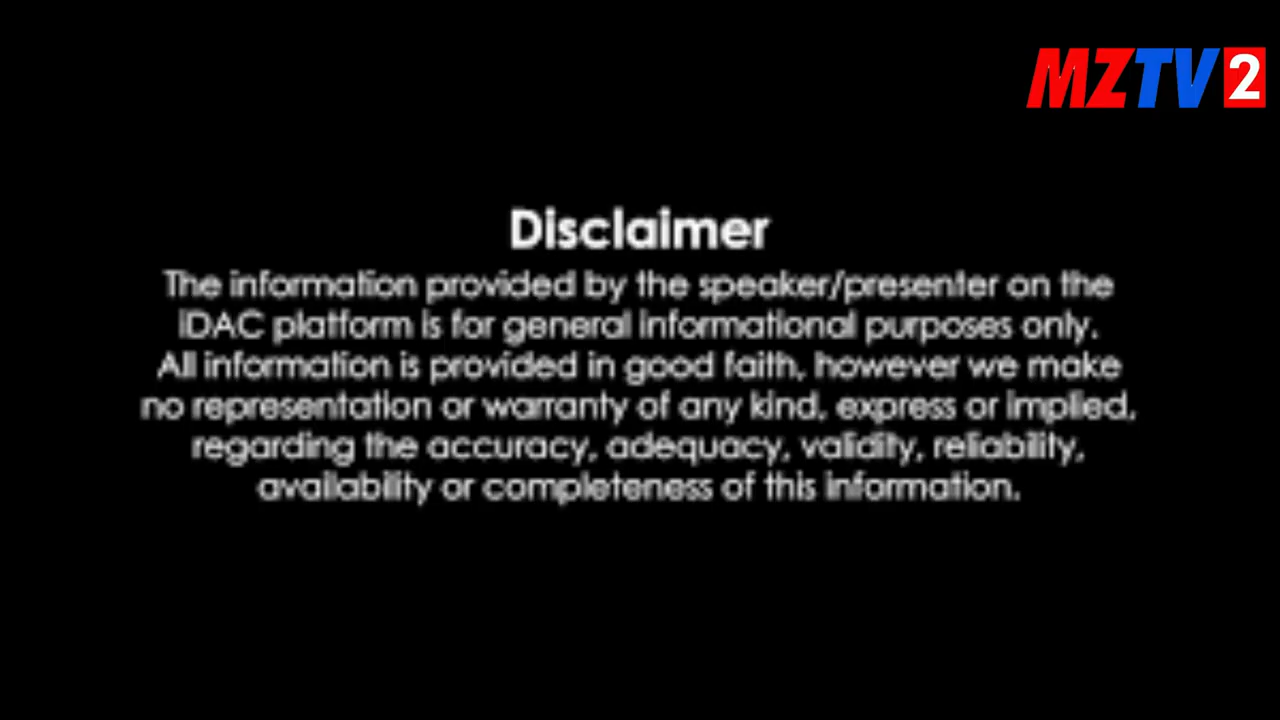 MZTV2
Disclaimer
The information provided by the speaker/presenter on the
IDAC platform is for general informational purposes only.
All information is provided in good faith, however we make
no representation or warranty of any kind, express or implied,
regarding the accuracy, adequacy, validity, reliability,
availability or completeness of this information.